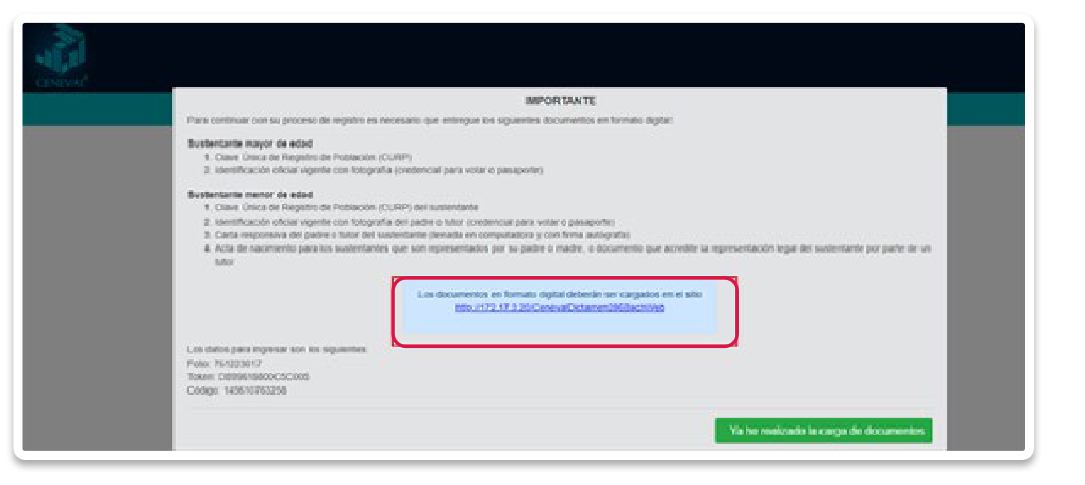 CENEVAL®
IMPORTANTE
Para continuar con su proceso de registro es necesario que entregue los siguientes documentos en formato digital:
Sustentante mayor de edad
1. Clave Única de Registro de Población (CURP)
2. Identificación oficial vigente con fotografía (credencial para votar o pasaporte)
Sustentante menor de edad
1. Clave Única de Registro de Población (CURP) del sustentante
2. Identificación oficial vigente con fotografía del padre o tutor (credencial para votar o pasaporte)
3. Carta responsiva del padre o tutor del sustentante (llenada en computadora y con firma autógrafa)
4. Acta de nacimiento para los sustentantes que son representados por su padre o madre, o documento que acredite la representación legal del sustentante por parte de un
tutor
Los documentos en formato digital deberán ser cargados en el sitio
Los datos para ingresar son los siguientes:
Folio:
Token:
Código:
Ya he realizado la carga de documentos